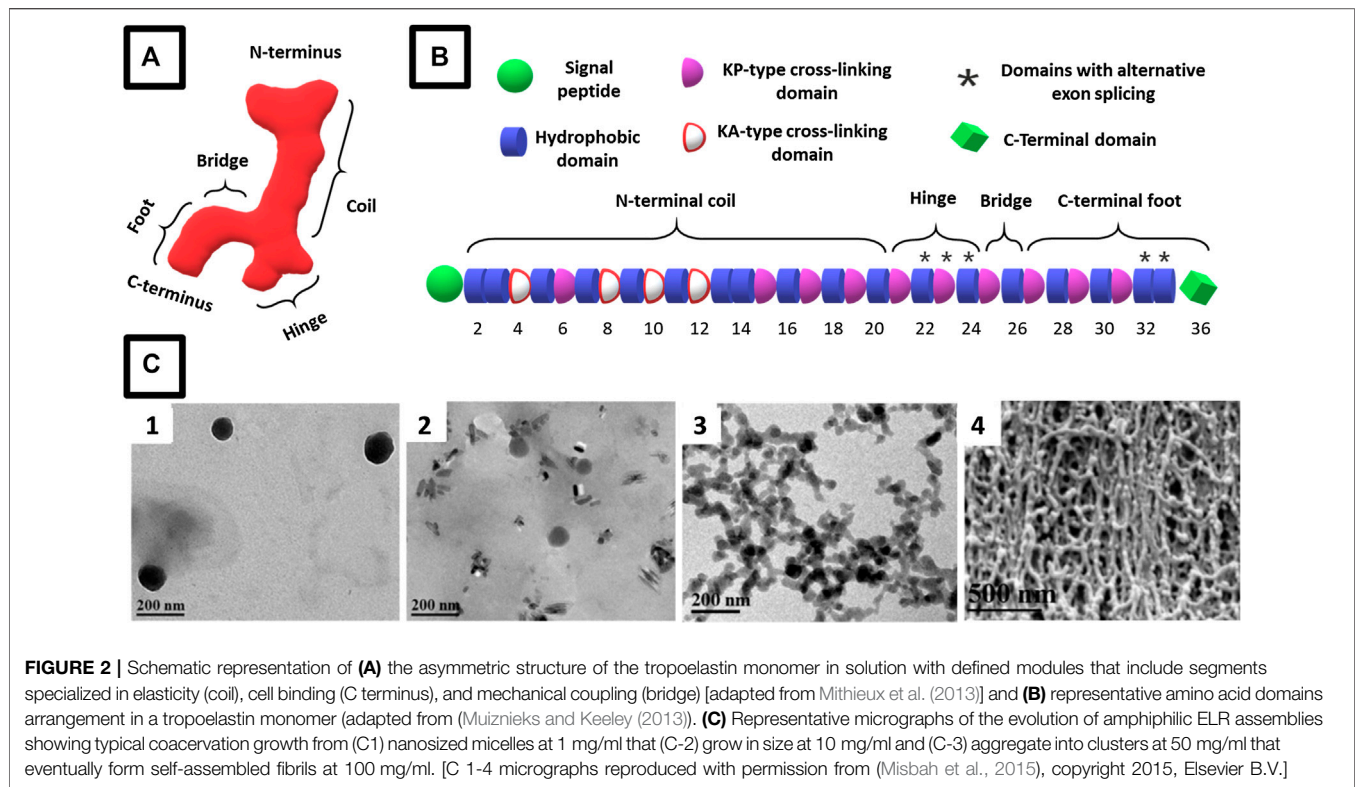 A
N-terminus
Bridge
Foot
Coil
C-terminus
Hinge
B
Signal
peptide
KP-type cross-linking
domain
*
Domains with alternative
exon splicing
Hydrophobic
domain
KA-type cross-linking
domain
C-Terminal domain
N-terminal coil
Hinge
Bridge
C-terminal foot
* * * * *
2 4 6 8 10 12 14 16 18 20 22 24 26 28 30 32 36
C
1
200 nm
2
200 nm
3
200 nm
4
500 nm
FIGURE 2 | Schematic representation of (A) the asymmetric structure of the tropoelastin monomer in solution with defined modules that include segments
specialized in elasticity (coil), cell binding (C terminus), and mechanical coupling (bridge) [adapted from Mithieux et al. (2013)] and (B) representative amino acid domains
arrangement in a tropoelastin monomer (adapted from (Muiznieks and Keeley (2013)). (C) Representative micrographs of the evolution of amphiphilic ELR assemblies
showing typical coacervation growth from (C1) nanosized micelles at 1 mg/ml that (C-2) grow in size at 10 mg/ml and (C-3) aggregate into clusters at 50 mg/ml that
eventually form self-assembled fibrils at 100 mg/ml. [C 1-4 micrographs reproduced with permission from (Misbah et al., 2015), copyright 2015, Elsevier B.V.]